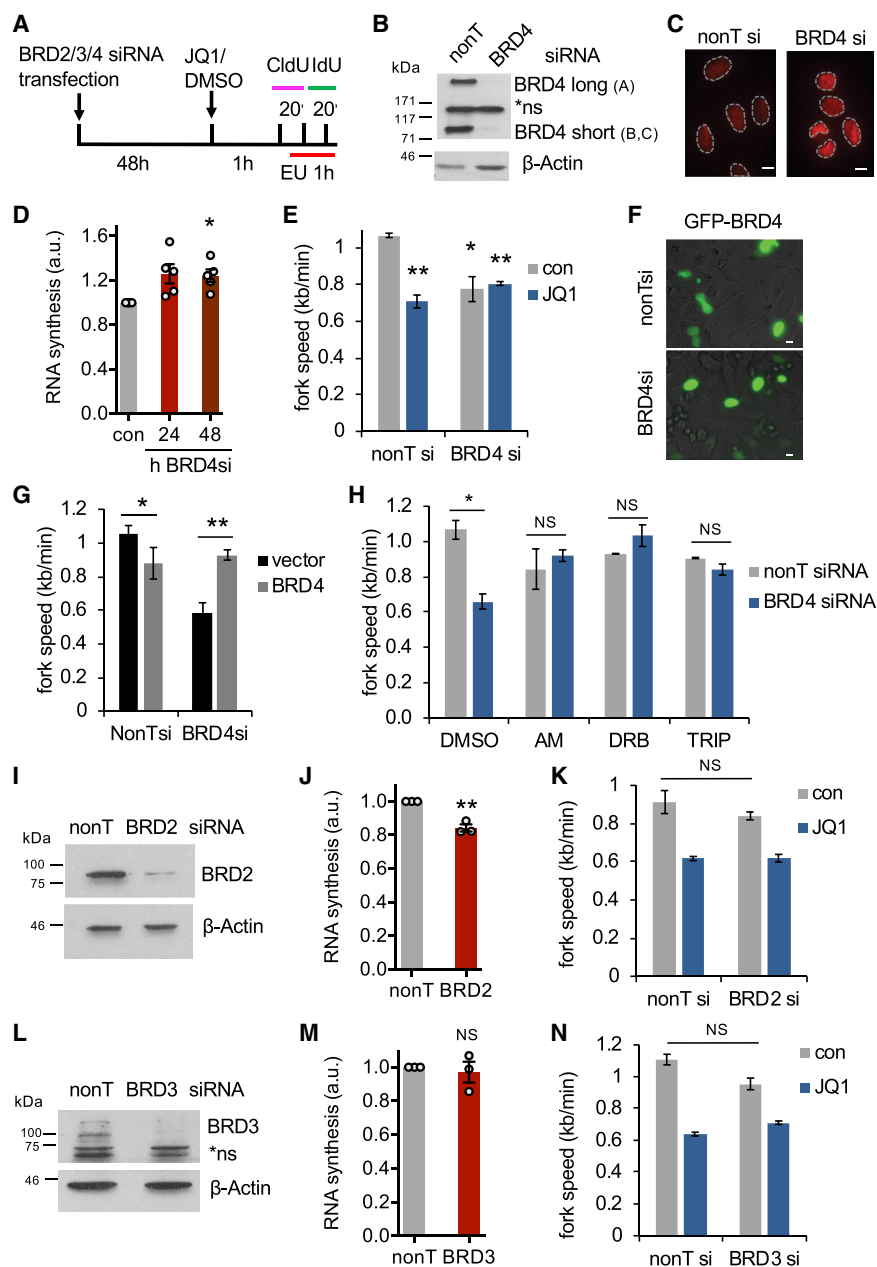 A
BRD2/3/4 siRNA
transfection
JQ1/
DMSO
CldU IdU
20' 20'
48h 1h EU 1h
B
nonT BRD4 siRNA
kDa
BRD4 long (A)
171
*ns
117
BRD4 short (B,C)
71
46
β-Actin
C
nonT si BRD4 si
D
RNA synthesis (a.u.)
1.6
1.2
0.8
0.4
0.0
*
con 24 48
h BRD4si
E
fork speed (kb/min)
1
0.8
0.6
0.4
0.2
0
** * **
con
JQ1
nonT si BRD4 si
F
GFP-BRD4
nonTsi
BRD4si
G
fork speed (kb/min)
1.2
1
0.8
0.6
0.4
0.2
0
* **
vector
BRD4
NonTsi BRD4si
H
fork speed (kb/min)
1.2
1.0
0.8
0.6
0.4
0.2
0.0
* NS NS NS
nonT siRNA
BRD4 siRNA
DMSO AM DRB TRIP
I
nonT BRD2 siRNA
kDa
100
75
BRD2
46
β-Actin
J
RNA synthesis (a.u.)
1.0
0.8
0.6
0.4
0.2
0.0
**
nonT BRD2
K
fork speed (kb/min)
1
0.8
0.6
0.4
0.2
0
NS
con
JQ1
nonT si BRD2 si
L
nonT BRD3 siRNA
kDa
BRD3
100
75
*ns
46
β-Actin
M
RNA synthesis (a.u.)
1.0
0.8
0.6
0.4
0.2
0.0
NS
nonT BRD3
N
fork speed (kb/min)
1.2
1
0.8
0.6
0.4
0.2
0
NS
con
JQ1
nonT si BRD3 si